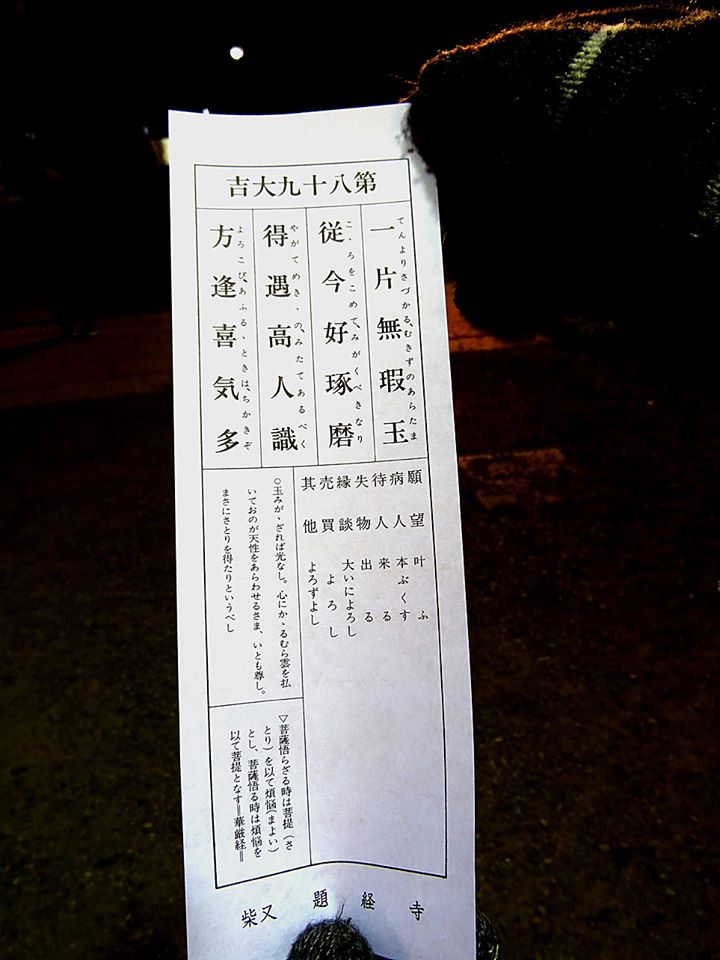 第八十九大吉
一片無瑕玉
てんよりさづかる、むきずのあらたま
従今好琢磨
こゝろをこめて、みがくべきなり
得遇高人識
やがてめきゝの、みたてあるべく
方逢喜気多
よろこび、あふるゝときは、ちかきぞ
願望 叶ふ
病人 本ぷくす
待人 来る
失物 出る
縁談 大いによろし
売買 よろし
其他 よろずよし
○玉みがゝざれば光なし。心にかゝるむら雲を払
いておのが天性をあらわせるさま、いとも尊し。
まさにさとりを得たりというべし
▽菩薩悟らざる時は菩提(さ
とり)を以て煩悩(まよい)
とし、菩薩悟る時は煩悩を
以て菩提となす＝華厳経＝
柴又 題経寺